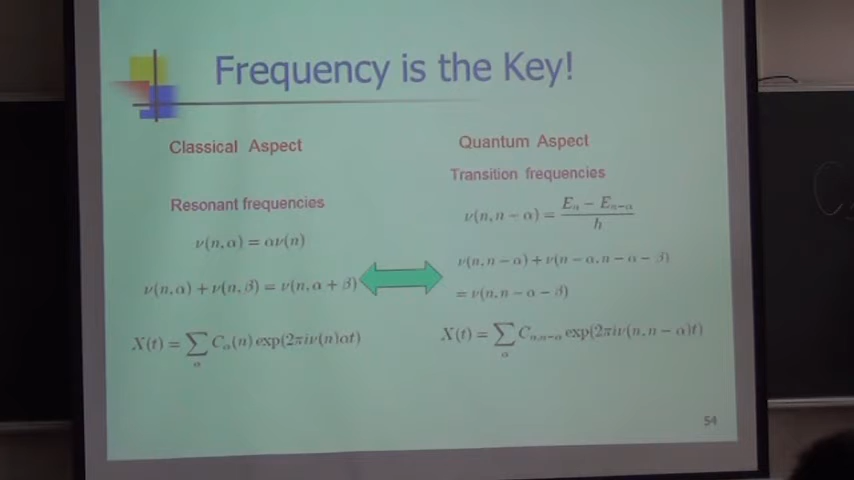 Frequency is the Key!
Classical Aspect
Resonant frequencies
ν(n, α) = αν(n)
ν(n, α) + ν(n, β) = ν(n, α + β)
X(t) = ∑_α C_α(n) exp(2πiν(n)αt)
Quantum Aspect
Transition frequencies
ν(n, n − α) = (E_n − E_{n−α}) / h
ν(n, n − α) + ν(n − α, n − α − β)
= ν(n, n − α − β)
X(t) = ∑_α C_{n,n−α} exp(2πiν(n, n − α)t)
54